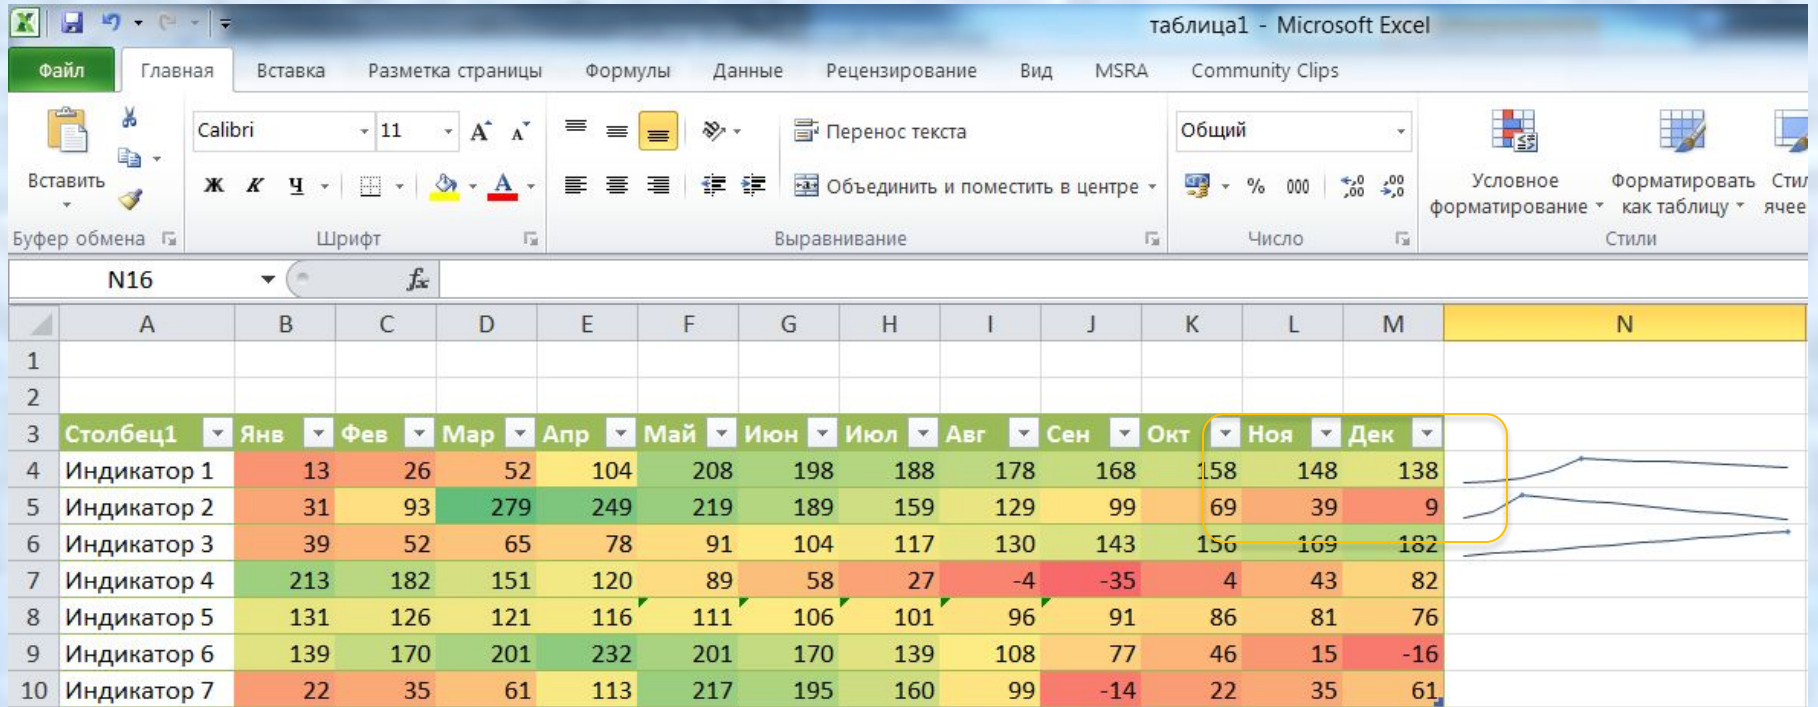 таблица1 - Microsoft Excel
Файл Главная Вставка Разметка страницы Формулы Данные Рецензирование Вид MSRA Community Clips
Calibri 11 Перенос текста Общий
Вставить Ж К Ч Объединить и поместить в центре % 000 Условное форматирование Форматировать как таблицу
Буфер обмена Шрифт Выравнивание Число Стили
N16 fx
A B C D E F G H I J K L M N
1
2
3 Столбец1 Янв Фев Мар Апр Май Июн Июл Авг Сен Окт Ноя Дек
4 Индикатор 1 13 26 52 104 208 198 188 178 168 158 148 138
5 Индикатор 2 31 93 279 249 219 189 159 129 99 69 39 9
6 Индикатор 3 39 52 65 78 91 104 117 130 143 156 169 182
7 Индикатор 4 213 182 151 120 89 58 27 -4 -35 4 43 82
8 Индикатор 5 131 126 121 116 111 106 101 96 91 86 81 76
9 Индикатор 6 139 170 201 232 201 170 139 108 77 46 15 -16
10 Индикатор 7 22 35 61 113 217 195 160 99 -14 22 35 61